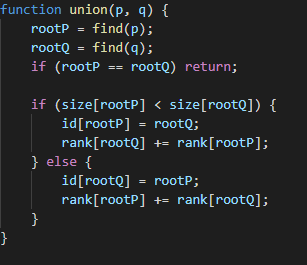 function union(p, q) {
    rootP = find(p);
    rootQ = find(q);
    if (rootP == rootQ) return;

    if (size[rootP] < size[rootQ]) {
        id[rootP] = rootQ;
        rank[rootQ] += rank[rootP];
    } else {
        id[rootQ] = rootP;
        rank[rootP] += rank[rootQ];
    }
}